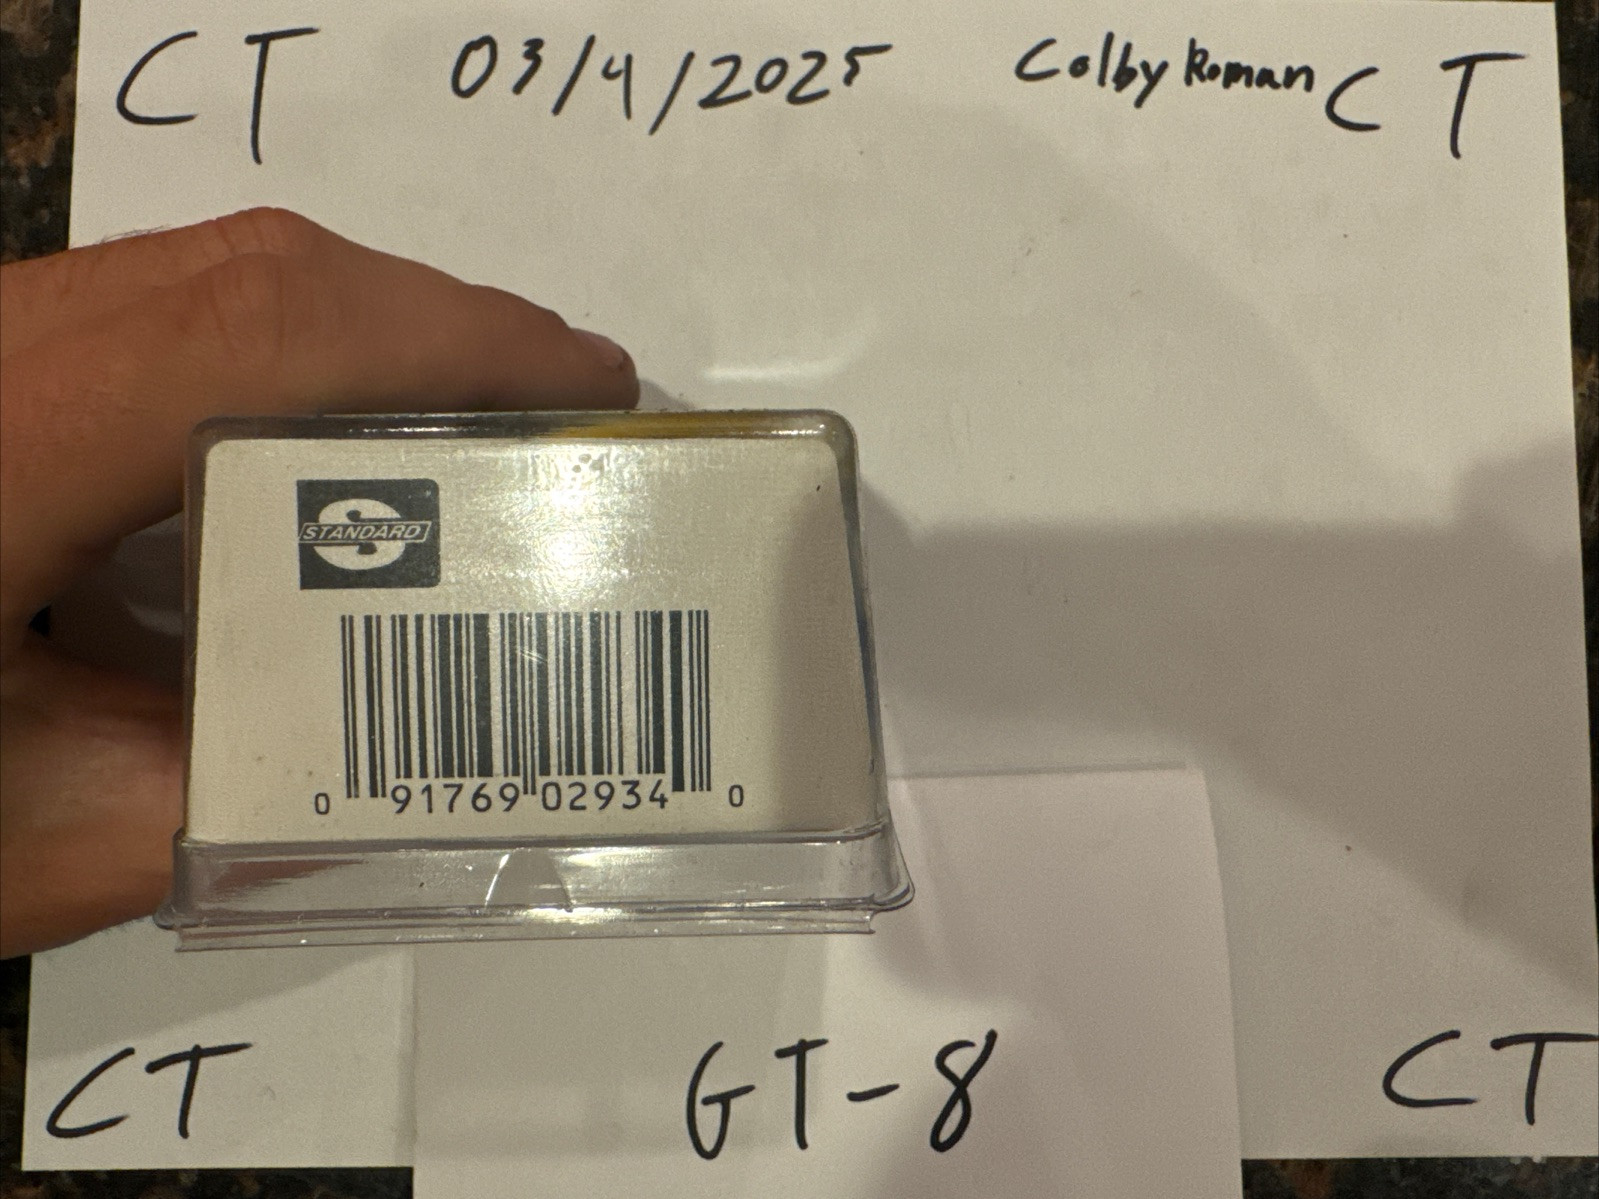 CT 03/4/2025 Colby Roman CT
S
STANDARD
0 91769 02934 0
CT GT-8 CT